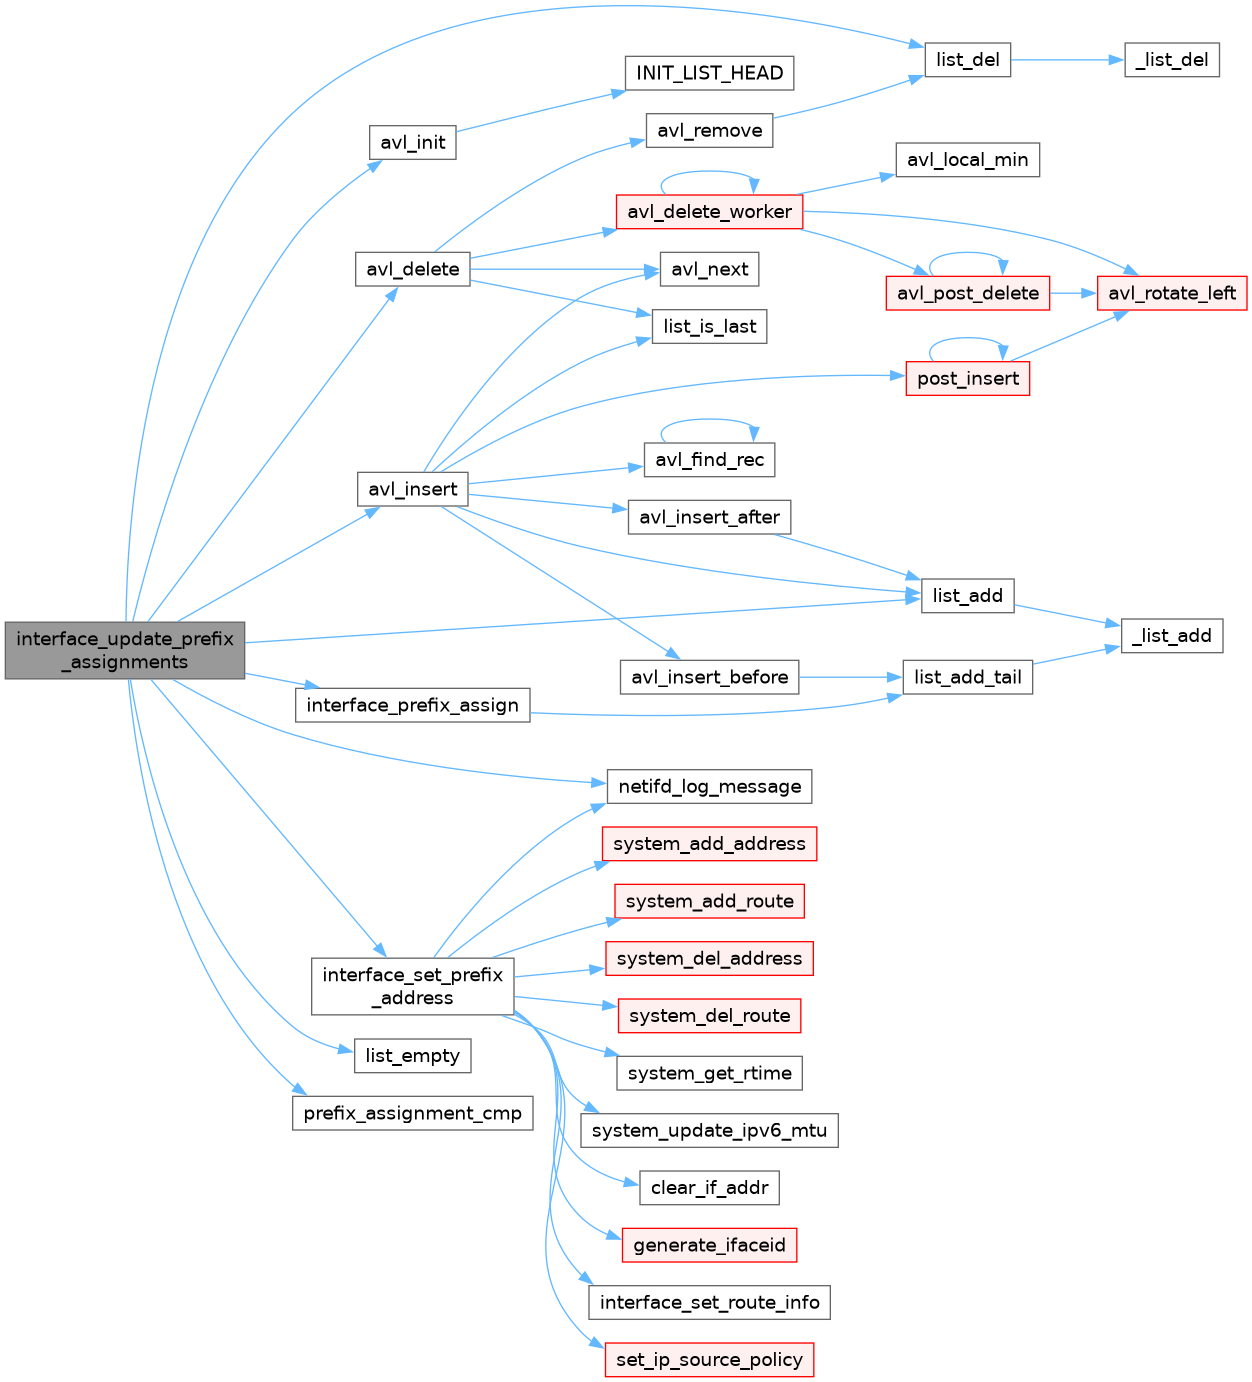 interface_update_prefix
_assignments
avl_init
INIT_LIST_HEAD
list_del
_list_del
avl_remove
avl_delete
avl_delete_worker
avl_local_min
avl_next
avl_post_delete
avl_rotate_left
list_is_last
post_insert
avl_find_rec
avl_insert
avl_insert_after
list_add
_list_add
avl_insert_before
list_add_tail
interface_prefix_assign
netifd_log_message
system_add_address
system_add_route
interface_set_prefix
_address
system_del_address
system_del_route
list_empty
system_get_rtime
prefix_assignment_cmp
system_update_ipv6_mtu
clear_if_addr
generate_ifaceid
interface_set_route_info
set_ip_source_policy